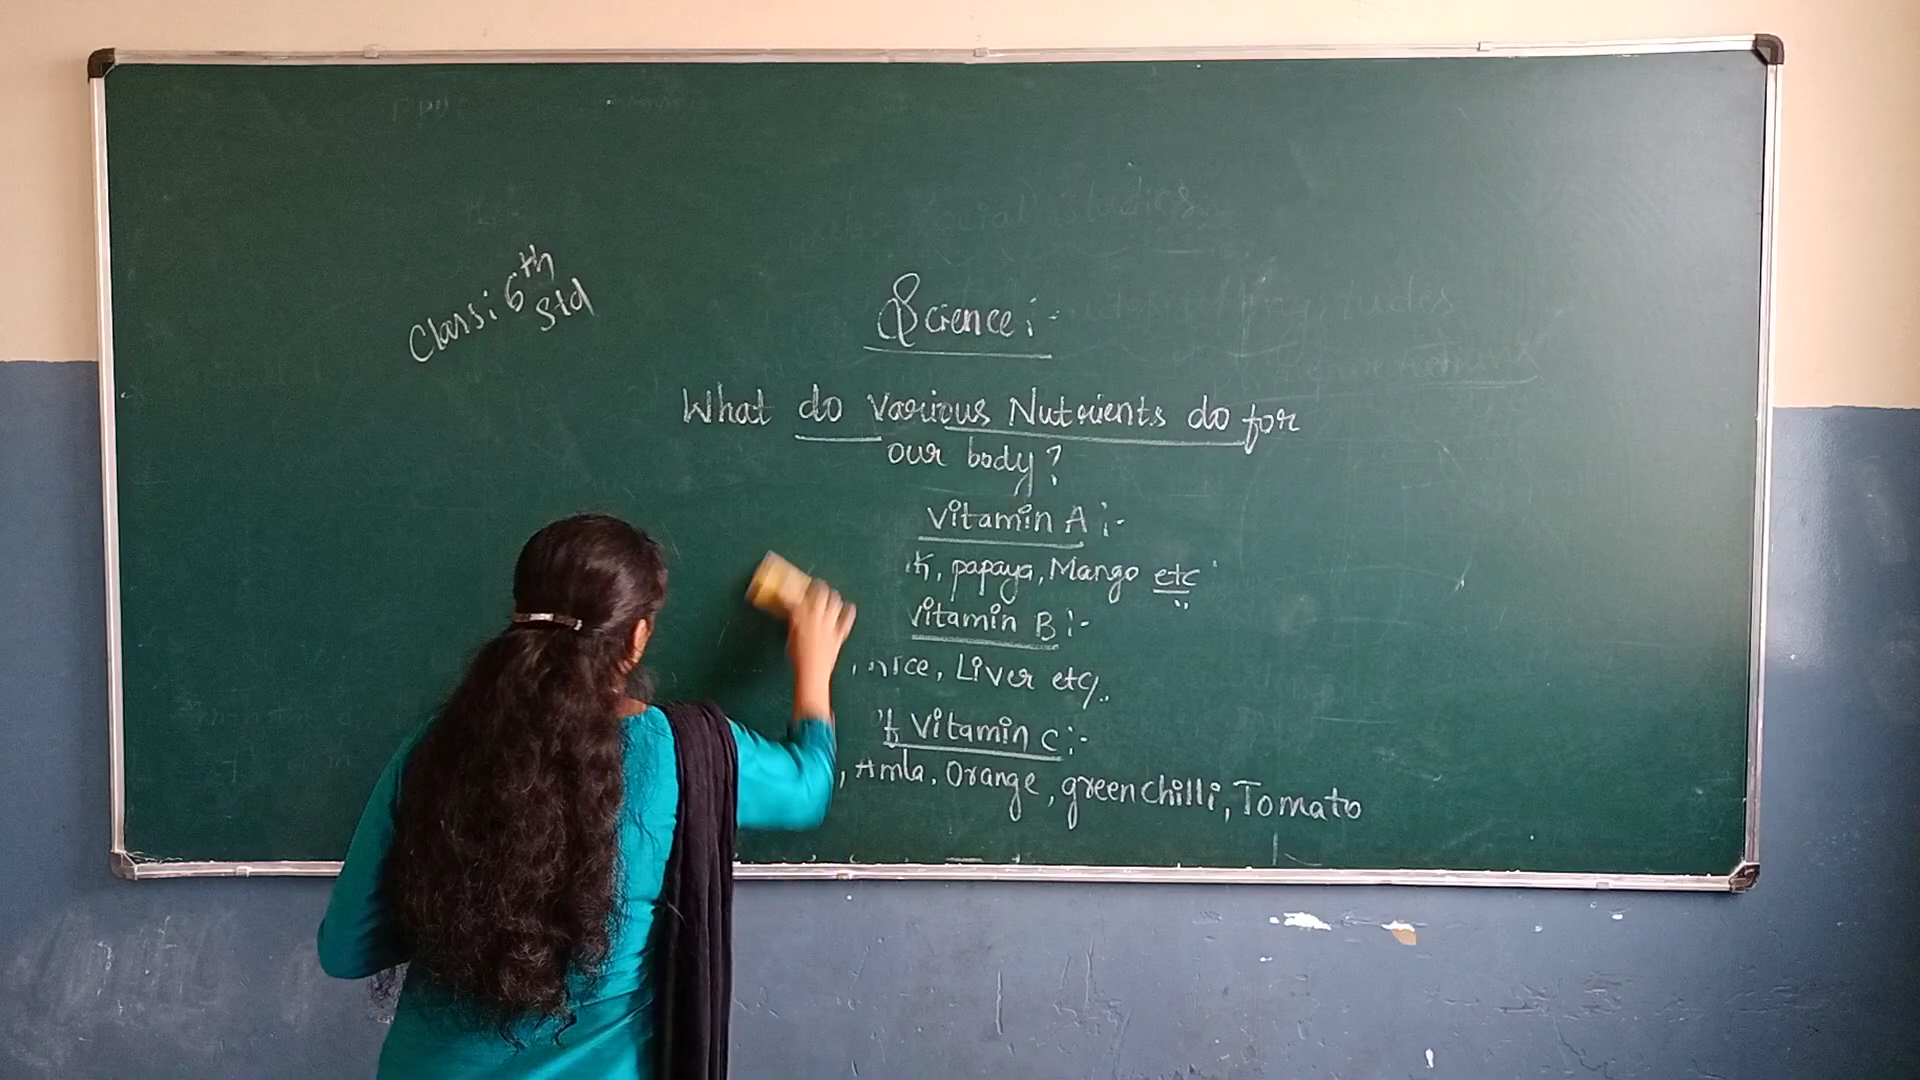 Class: 6th
Std
Science:-
What do various Nutrients do for
our body?
Vitamin A:-
papaya, Mango etc
Vitamin B:-
Liver etc.
Vitamin C:-
, Amla, Orange, green chilli, Tomato